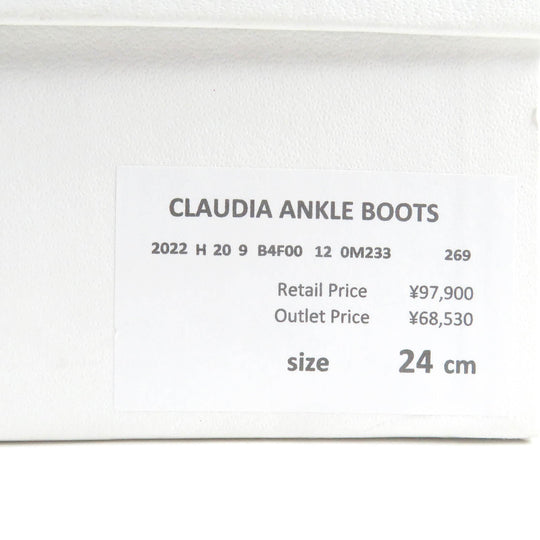 CLAUDIA ANKLE BOOTS
2022 H 20 9 B4F00 12 0M233 269
Retail Price ¥97,900
Outlet Price ¥68,530
size 24 cm